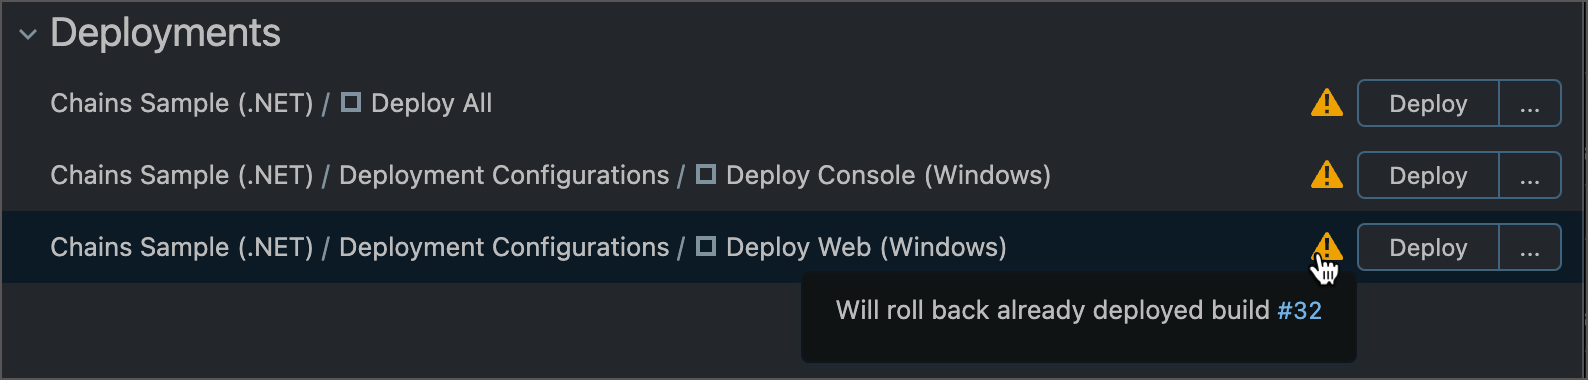 Deployments
Chains Sample (.NET) / Deploy All Deploy ...
Chains Sample (.NET) / Deployment Configurations / Deploy Console (Windows) Deploy ...
Chains Sample (.NET) / Deployment Configurations / Deploy Web (Windows) Deploy ...
Will roll back already deployed build #32